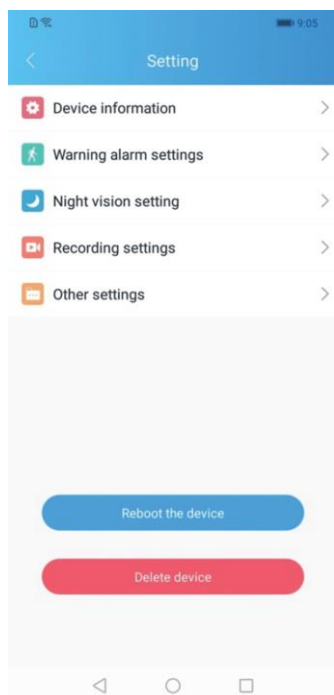 9:05
Setting
Device information
Warning alarm settings
Night vision setting
Recording settings
Other settings
Reboot the device
Delete device